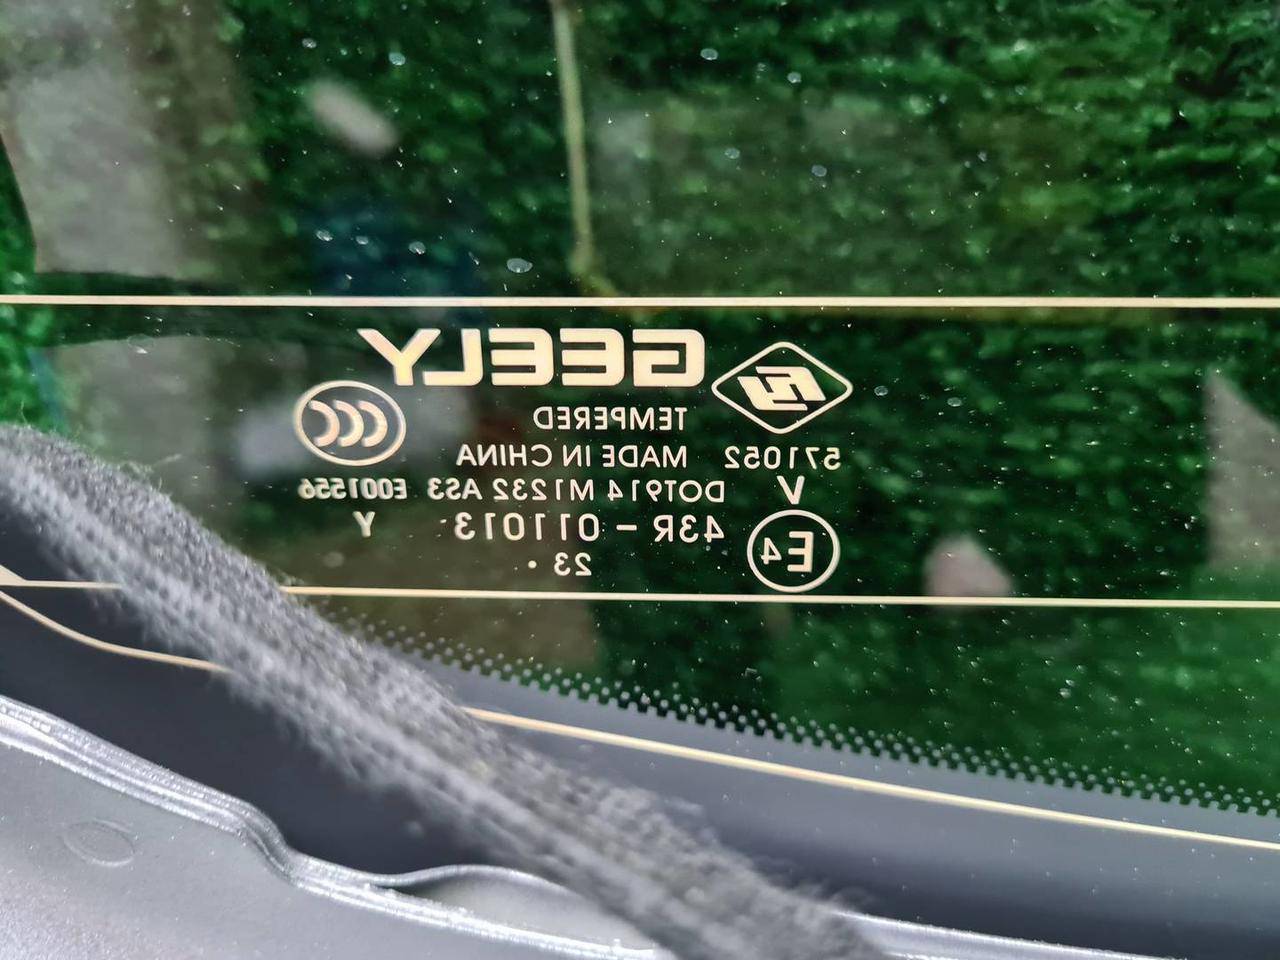 GEELY
TEMPERED
571052 MADE IN CHINA
V DOT914 M1232 AS3 E001556
E4 43R-011013 Y
23 •